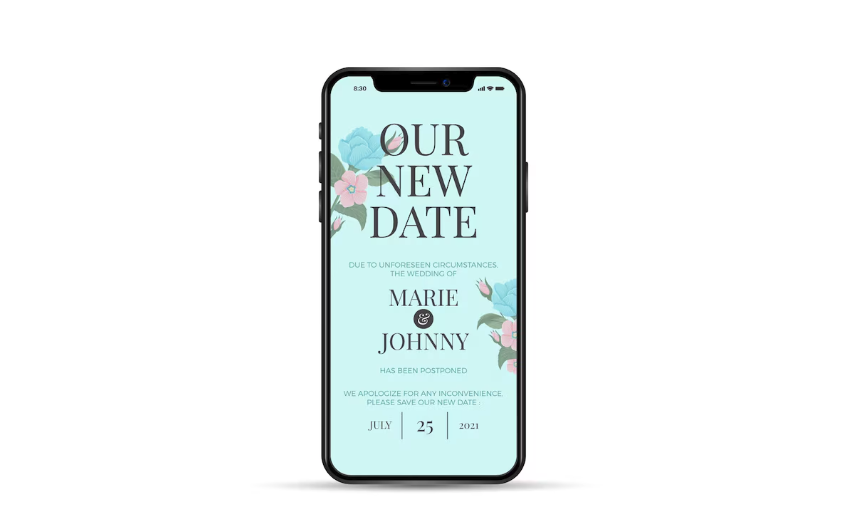 8:30
OUR
NEW
DATE
DUE TO UNFORESEEN CIRCUMSTANCES,
THE WEDDING OF
MARIE
&
JOHNNY
HAS BEEN POSTPONED
WE APOLOGIZE FOR ANY INCONVENIENCE,
PLEASE SAVE OUR NEW DATE :
JULY 25 2021